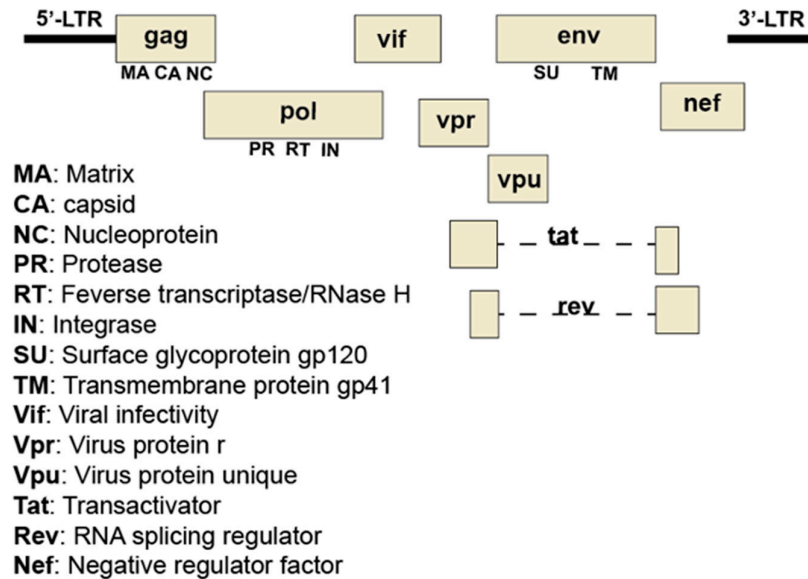 5'-LTR gag vif env 3'-LTR
MA CA NC SU TM
pol vpr nef
PR RT IN
vpu
tat
rev
MA: Matrix
CA: capsid
NC: Nucleoprotein
PR: Protease
RT: Feverse transcriptase/RNase H
IN: Integrase
SU: Surface glycoprotein gp120
TM: Transmembrane protein gp41
Vif: Viral infectivity
Vpr: Virus protein r
Vpu: Virus protein unique
Tat: Transactivator
Rev: RNA splicing regulator
Nef: Negative regulator factor